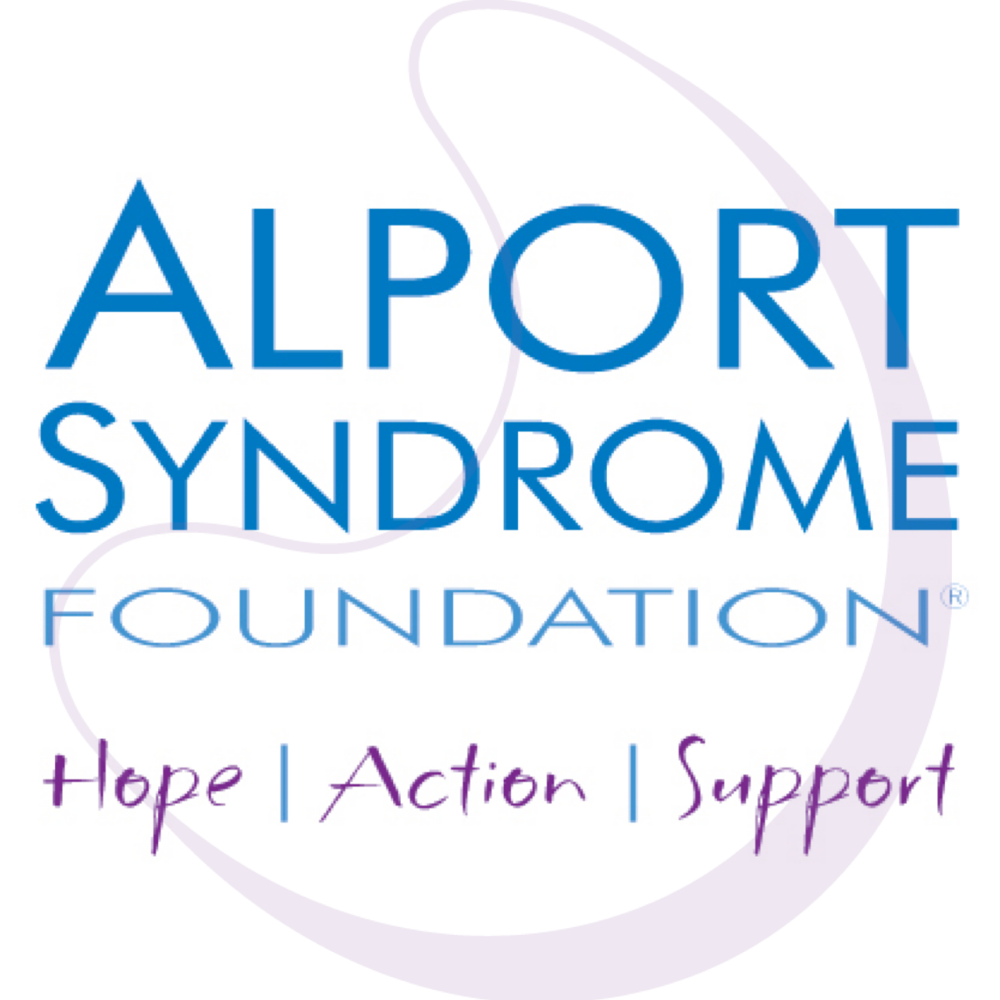 ALPORT
SYNDROME
FOUNDATION®
Hope | Action | Support